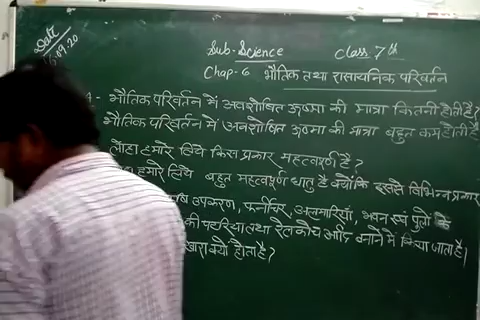 Date
Sub-Science Class 7th
Chap-6 भौतिक तथा रासायनिक परिवर्तन
भौतिक परिवर्तन में अवशोषित ऊष्मा की मात्रा कितनी होती है?
भौतिक परिवर्तन में अवशोषित ऊष्मा की मात्रा बहुत कम होती है
लोहा हमारे लिये किस प्रकार महत्वपूर्ण है?
हमारे लिये बहुत महत्वपूर्ण धातु है क्योंकि इससे विभिन्न प्रकार
उपकरण, फर्नीचर, अलमारियाँ, भवन एवं पुलो
की पटरिया तथा रेल कोच आदि बनाने में किया जाता है।
खारा क्यो होता है?